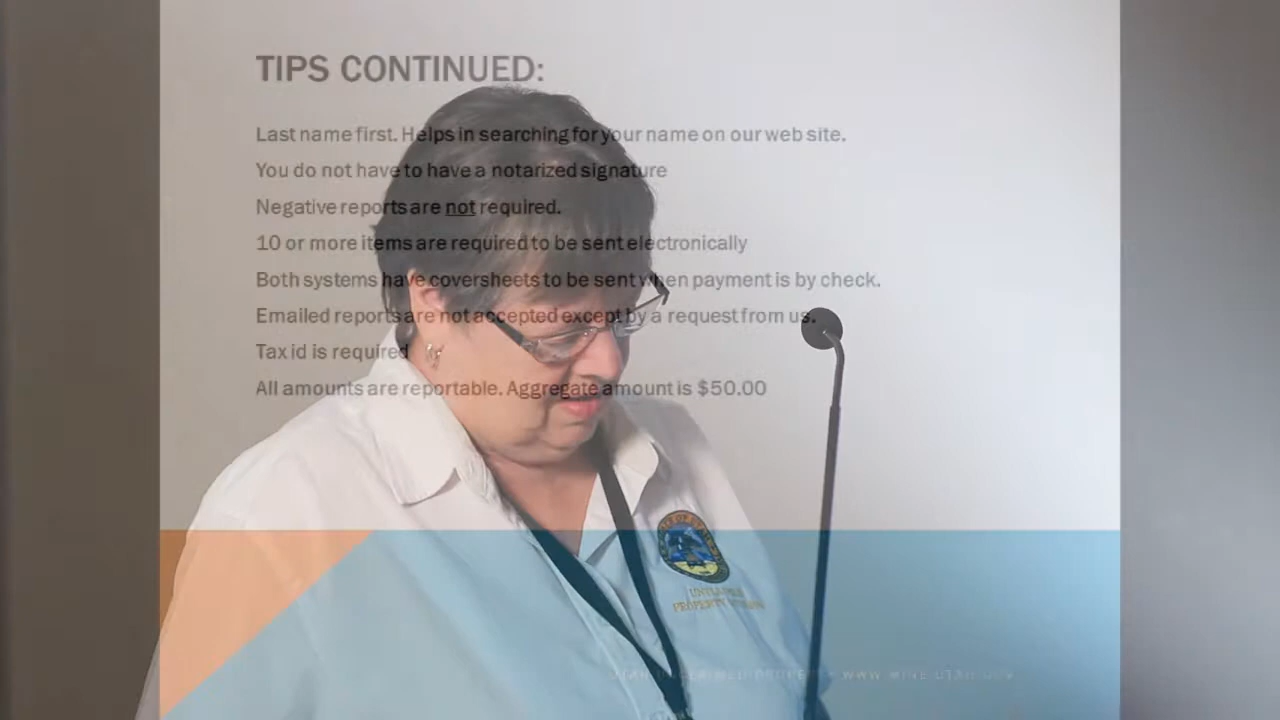 TIPS CONTINUED:
Last name first. Helps in searching for your name on our web site.
You do not have to have a notarized signature
Negative reports are not required.
10 or more items are required to be sent electronically
Both systems have coversheets to be sent when payment is by check.
Emailed reports are not accepted except by a request from us.
Tax id is required
All amounts are reportable. Aggregate amount is $50.00
PROPERTY